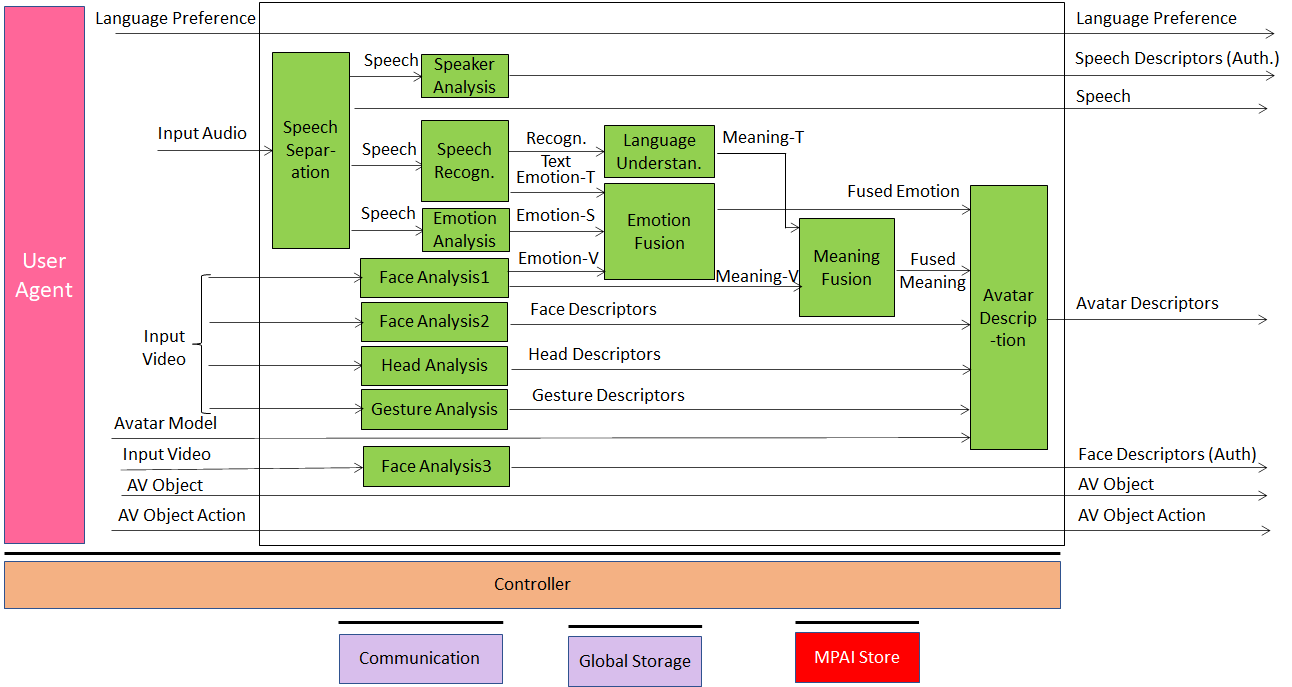 Language Preference
Language Preference
Speech
Speaker
Analysis
Speech Descriptors (Auth.)
Speech
Input Audio
Speech
Separ-
ation
Speech
Speech
Recogn.
Recogn.
Text
Language
Understan.
Meaning-T
Emotion-T
Speech
Emotion
Analysis
Emotion-S
Emotion
Fusion
Fused Emotion
User
Agent
Face Analysis1
Emotion-V
Meaning-V
Meaning
Fusion
Fused
Meaning
Avatar
Descrip
-tion
Avatar Descriptors
Input
Video
Face Analysis2
Face Descriptors
Head Analysis
Head Descriptors
Gesture Analysis
Gesture Descriptors
Avatar Model
Input Video
Face Analysis3
Face Descriptors (Auth)
AV Object
AV Object
AV Object Action
AV Object Action
Controller
Communication
Global Storage
MPAI Store